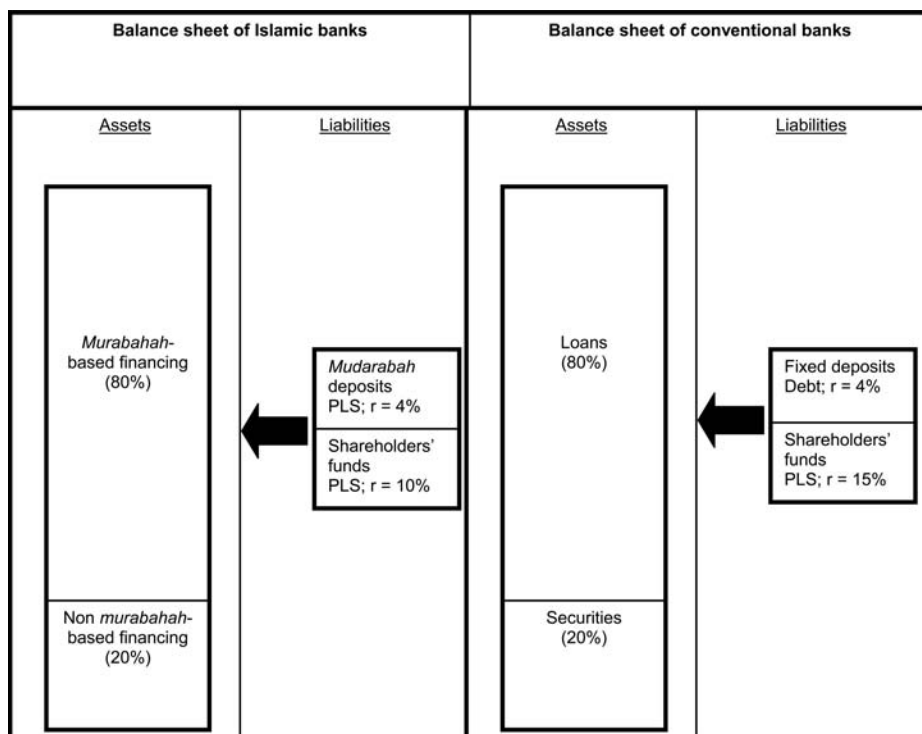 Balance sheet of Islamic banks
Balance sheet of conventional banks
Assets
Liabilities
Assets
Liabilities
Murabahah-
based financing
(80%)
Mudarabah
deposits
PLS; r = 4%
Shareholders'
funds
PLS; r = 10%
Non murabahah-
based financing
(20%)
Loans
(80%)
Fixed deposits
Debt; r = 4%
Shareholders'
funds
PLS; r = 15%
Securities
(20%)